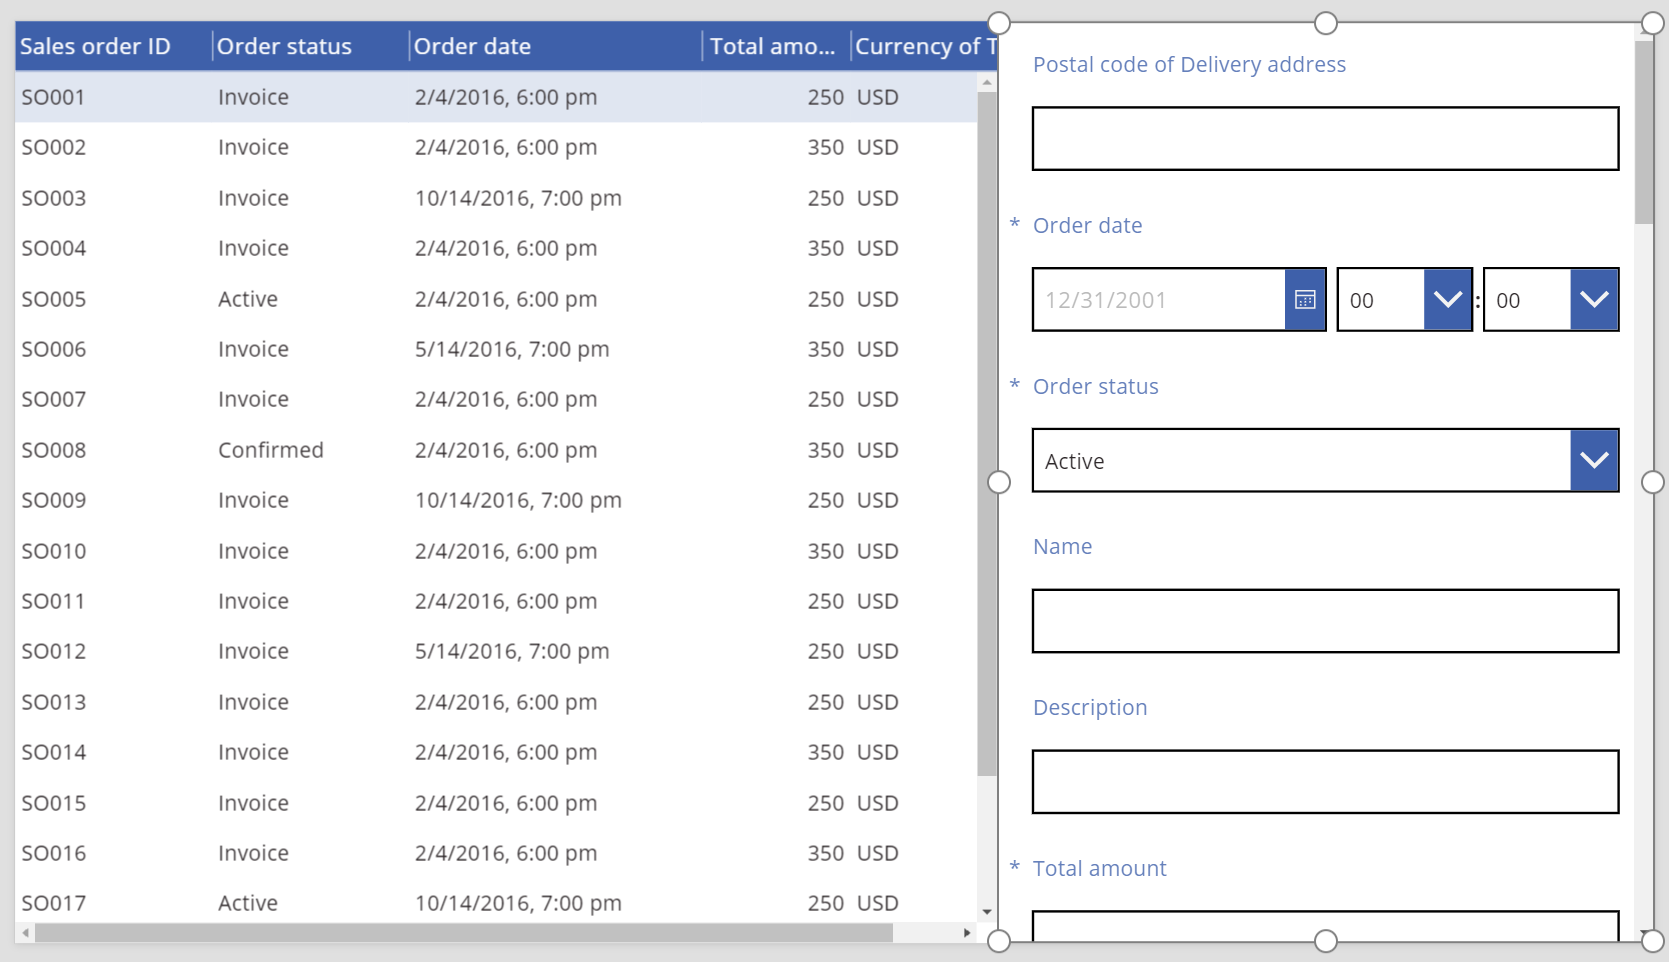 Sales order ID Order status Order date Total amo... Currency of T
SO001 Invoice 2/4/2016, 6:00 pm 250 USD
SO002 Invoice 2/4/2016, 6:00 pm 350 USD
SO003 Invoice 10/14/2016, 7:00 pm 250 USD
SO004 Invoice 2/4/2016, 6:00 pm 350 USD
SO005 Active 2/4/2016, 6:00 pm 250 USD
SO006 Invoice 5/14/2016, 7:00 pm 350 USD
SO007 Invoice 2/4/2016, 6:00 pm 250 USD
SO008 Confirmed 2/4/2016, 6:00 pm 350 USD
SO009 Invoice 10/14/2016, 7:00 pm 250 USD
SO010 Invoice 2/4/2016, 6:00 pm 350 USD
SO011 Invoice 2/4/2016, 6:00 pm 250 USD
SO012 Invoice 5/14/2016, 7:00 pm 250 USD
SO013 Invoice 2/4/2016, 6:00 pm 250 USD
SO014 Invoice 2/4/2016, 6:00 pm 350 USD
SO015 Invoice 2/4/2016, 6:00 pm 250 USD
SO016 Invoice 2/4/2016, 6:00 pm 350 USD
SO017 Active 10/14/2016, 7:00 pm 250 USD
Postal code of Delivery address
* Order date
12/31/2001 00 : 00
* Order status
Active
Name
Description
* Total amount